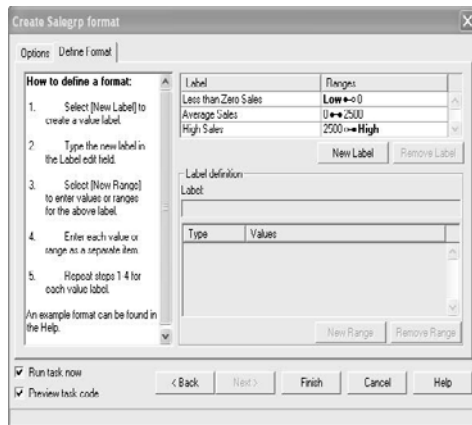 Create Salegrp format
Options
Define Format
How to define a format:
1. Select [New Label] to
create a value label.
2. Type the new label in
the Label edit field.
3. Select [New Range]
to enter values or ranges
for the above label.
4. Enter each value or
range as a separate item.
5. Repeat steps 1-4 for
each value label.
An example format can be found in
the Help.
Label Ranges
Less than Zero Sales Low 0
Average Sales 0 2500
High Sales 2500 High
New Label Remove Label
Label definition
Label:
Type Values
New Range Remove Range
Run task now
Preview task code
< Back Next > Finish Cancel Help